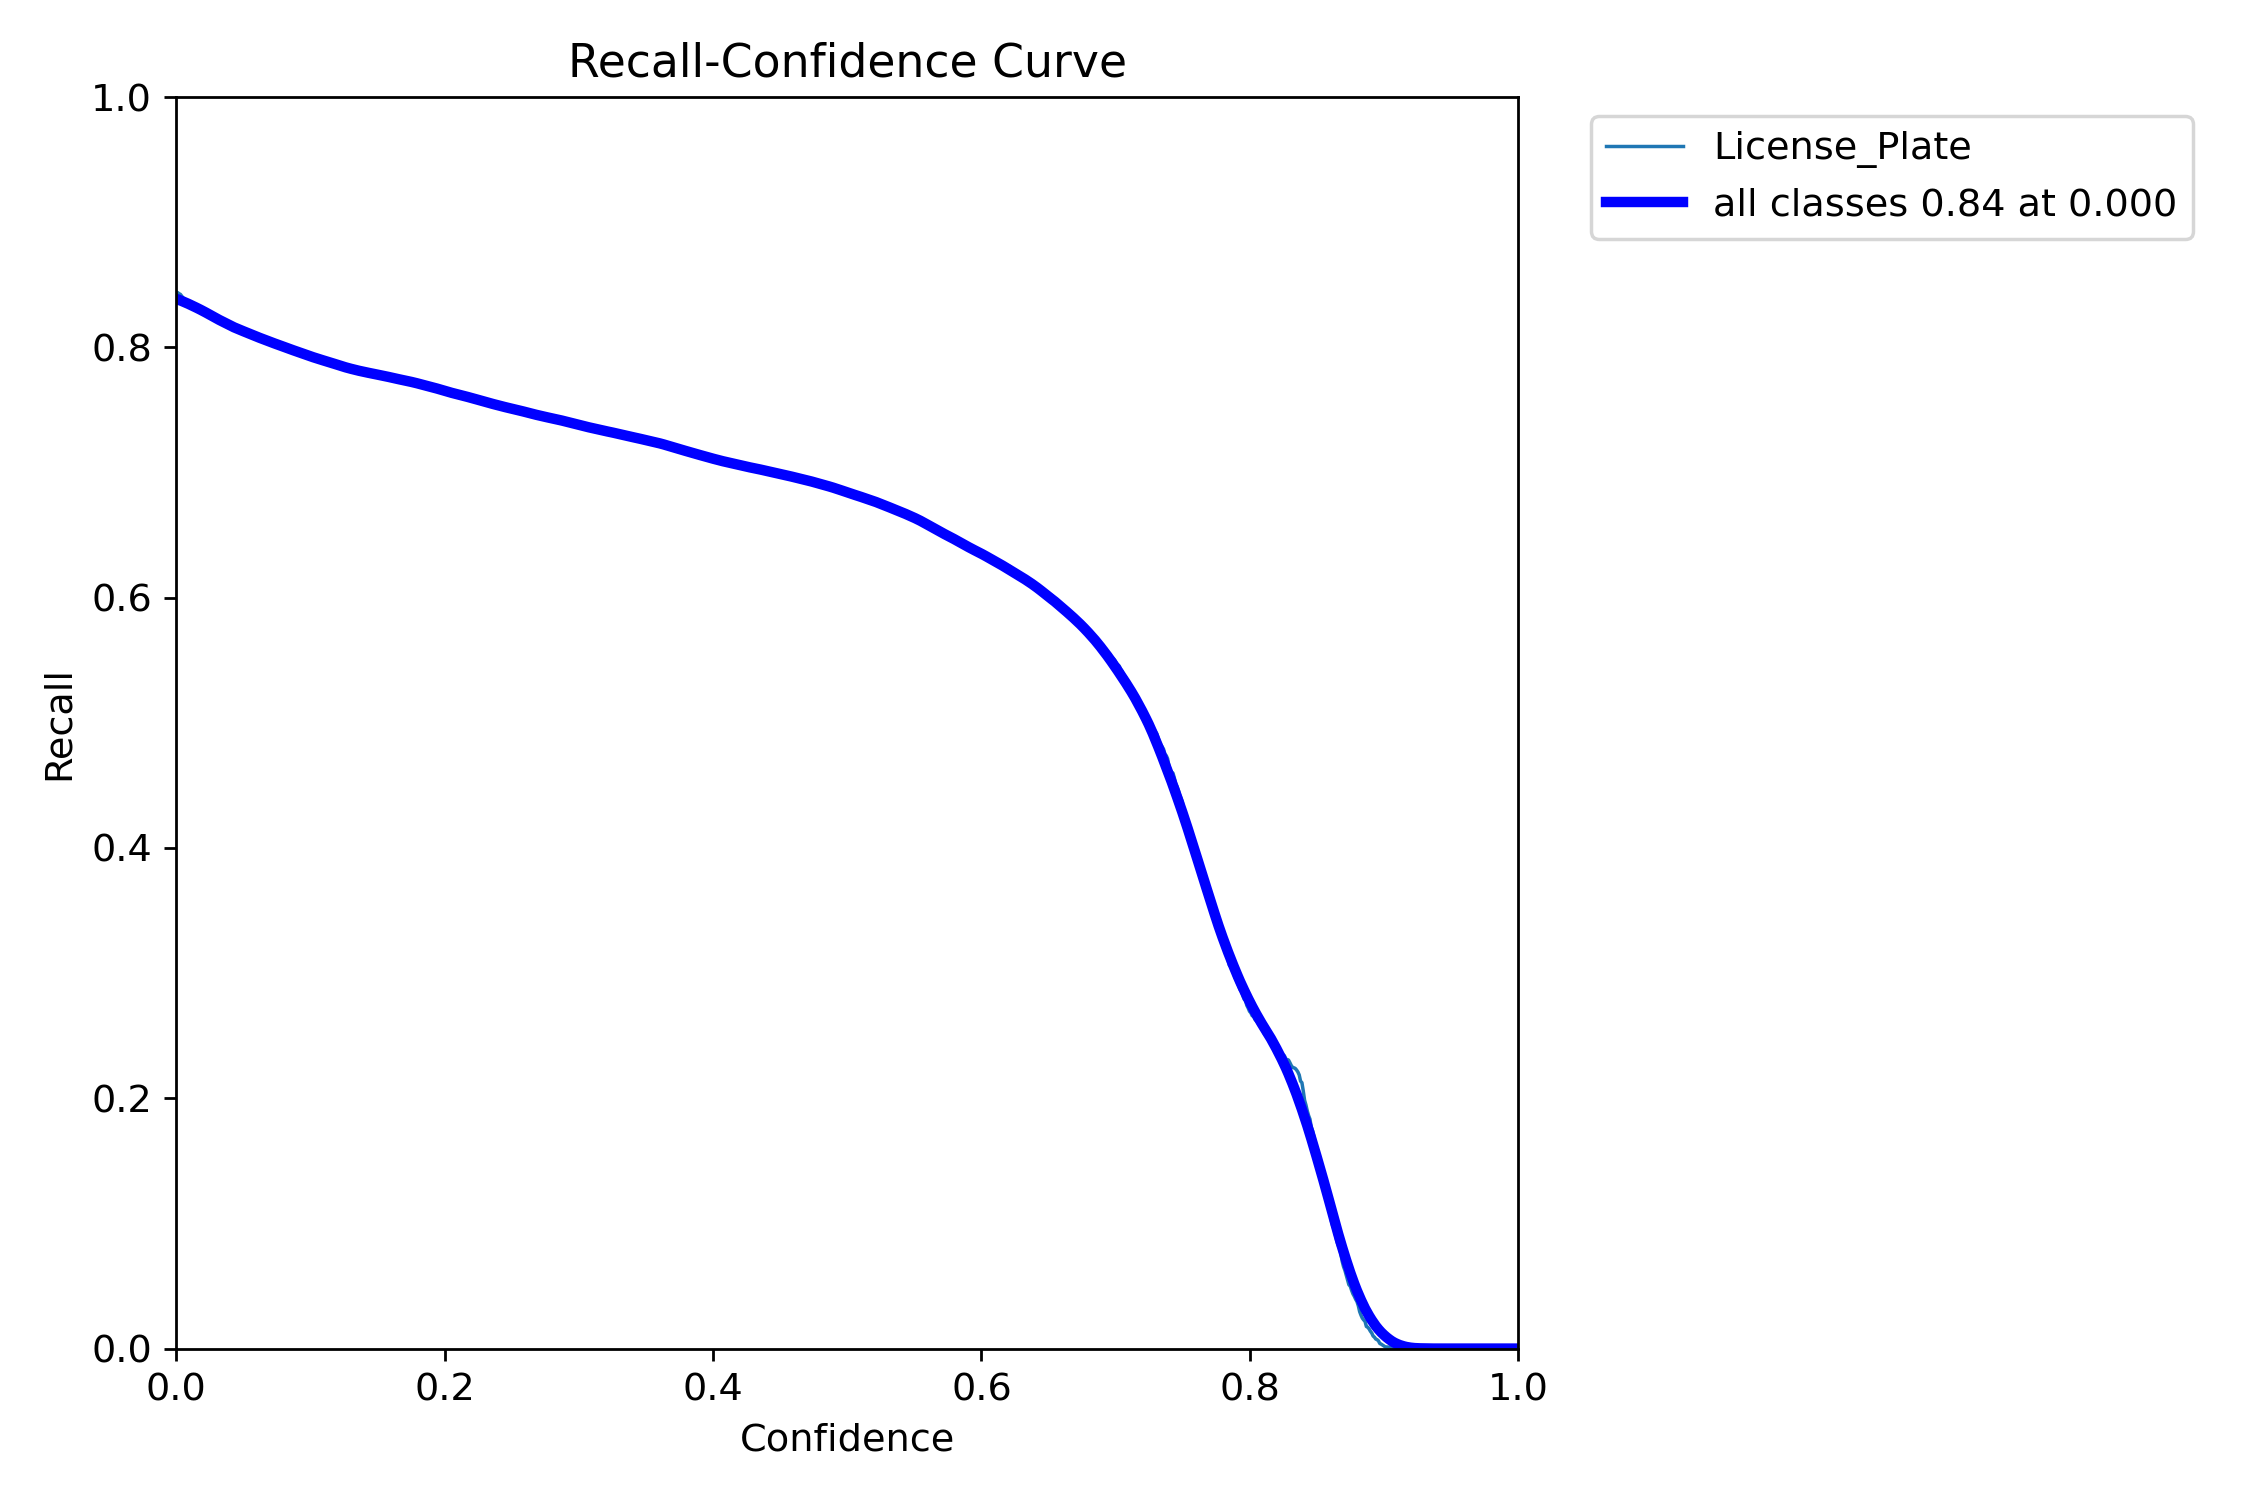 Recall-Confidence Curve
License_Plate
all classes 0.84 at 0.000
1.0
0.8
0.6
0.4
0.2
0.0
Recall
0.0 0.2 0.4 0.6 0.8 1.0
Confidence